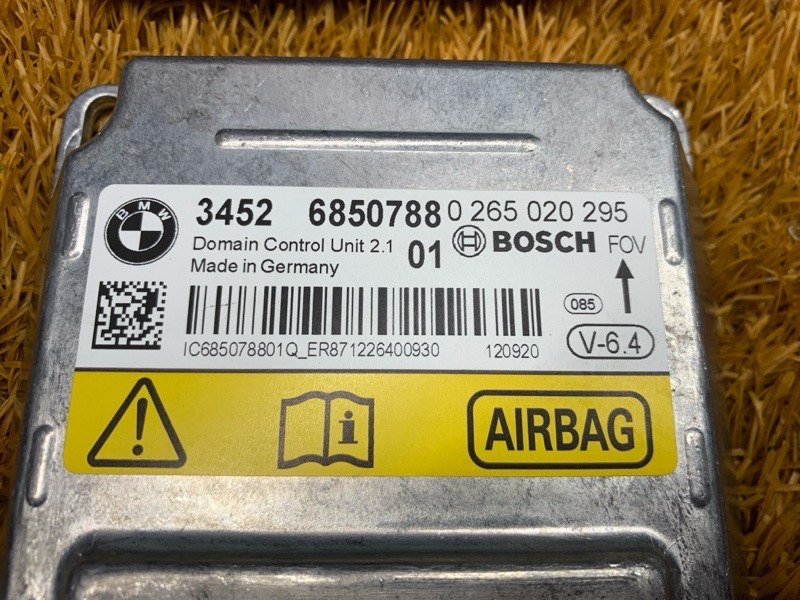 BMW 3452 6850788 0 265 020 295
Domain Control Unit 2.1 01 BOSCH FOV
Made in Germany
085
V-6.4
IC685078801Q_ER871226400930 120920
i AIRBAG